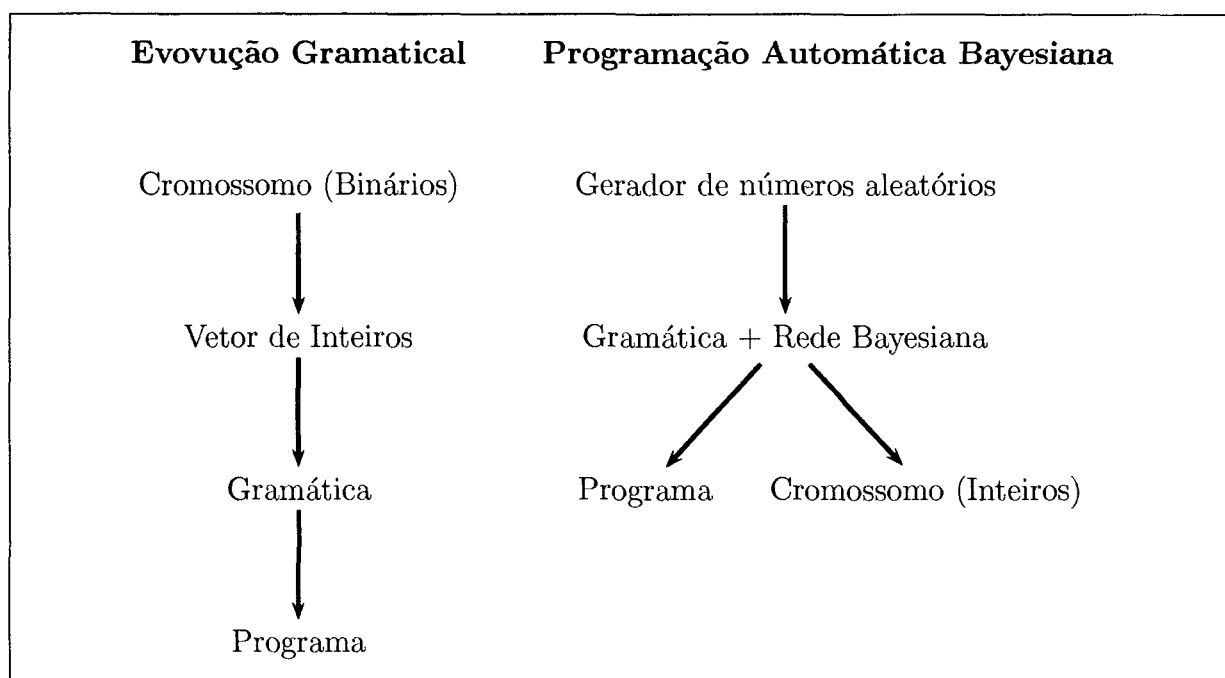 Evovução Gramatical
Programação Automática Bayesiana
Cromossomo (Binários)
Gerador de números aleatórios
Vetor de Inteiros
Gramática + Rede Bayesiana
Gramática
Programa
Cromossomo (Inteiros)
Programa